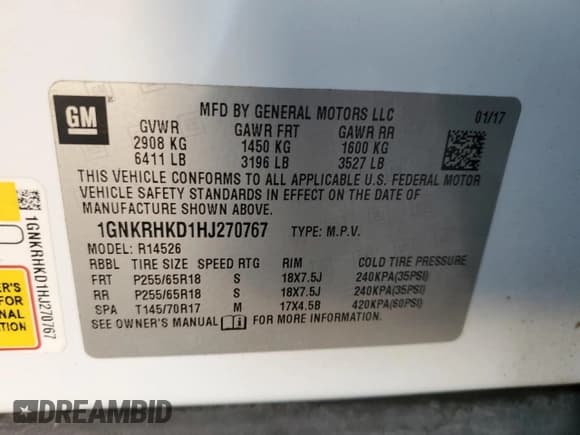 GM
MFD BY GENERAL MOTORS LLC 01/17
GVWR GAWR FRT GAWR RR
2908 KG 1450 KG 1600 KG
6411 LB 3196 LB 3527 LB
THIS VEHICLE CONFORMS TO ALL APPLICABLE U.S. FEDERAL MOTOR
VEHICLE SAFETY STANDARDS IN EFFECT ON THE DATE OF
MANUFACTURE SHOWN ABOVE.
1GNKRHKD1HJ270767 TYPE: M.P.V.
MODEL: R14526
RBBL TIRE SIZE SPEED RTG RIM COLD TIRE PRESSURE
FRT P255/65R18 S 18X7.5J 240KPA(35PSI)
RR P255/65R18 S 18X7.5J 240KPA(35PSI)
SPA T145/70R17 M 17X4.5B 420KPA(60PSI)
SEE OWNER'S MANUAL FOR MORE INFORMATION
1GNKRHKD1HJ270767
ER'S
FOR
NAL
TION
DREAMBID